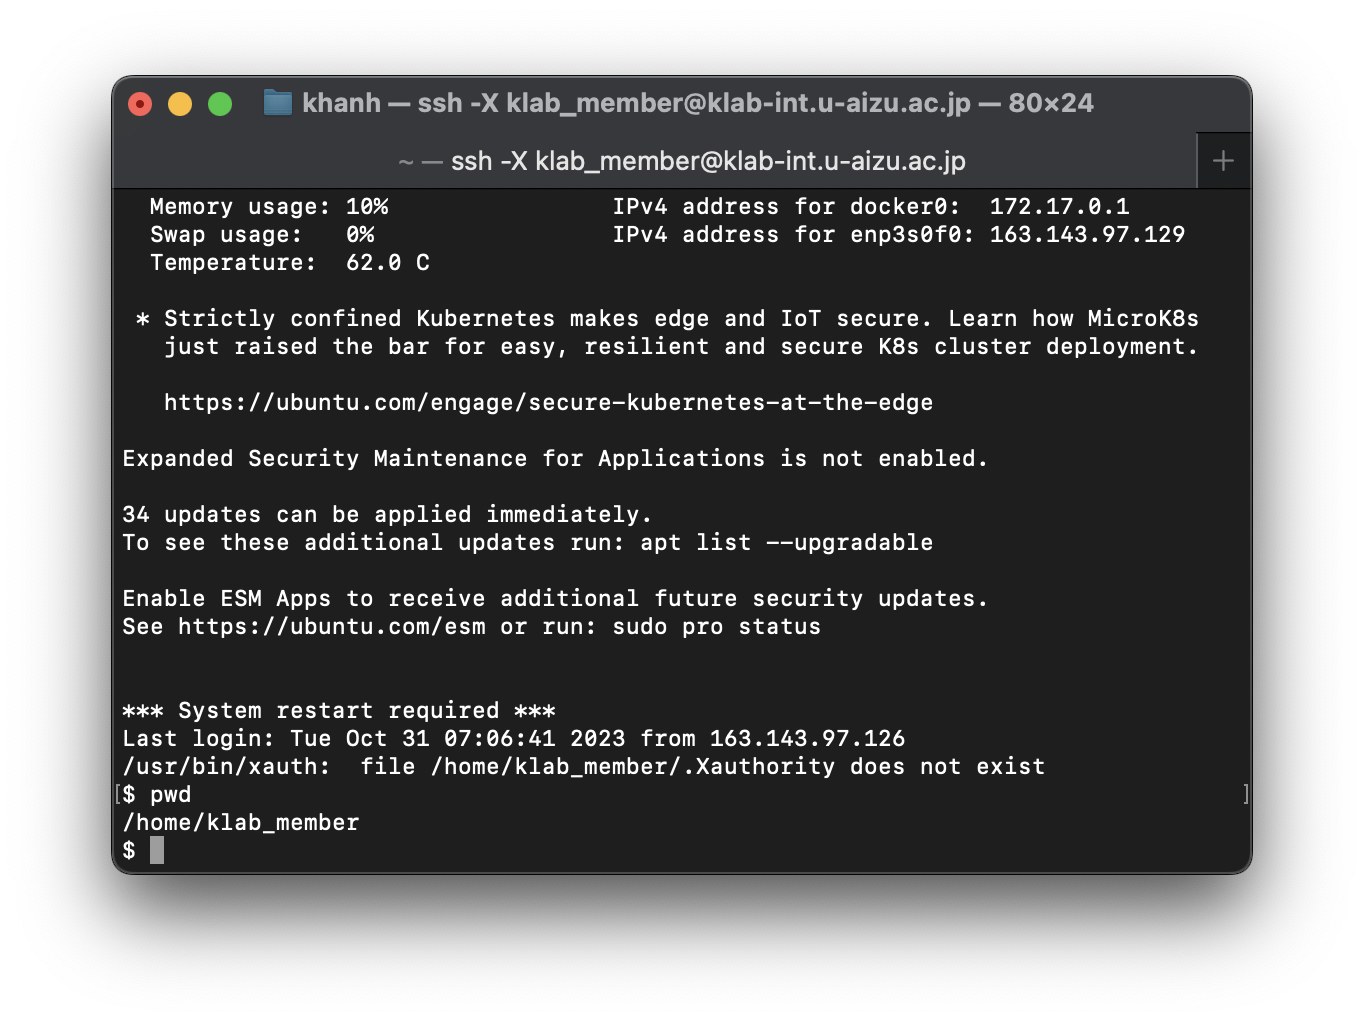 khanh — ssh -X klab_member@klab-int.u-aizu.ac.jp — 80×24
~ — ssh -X klab_member@klab-int.u-aizu.ac.jp
+
Memory usage: 10% IPv4 address for docker0: 172.17.0.1
Swap usage: 0% IPv4 address for enp3s0f0: 163.143.97.129
Temperature: 62.0 C
* Strictly confined Kubernetes makes edge and IoT secure. Learn how MicroK8s
just raised the bar for easy, resilient and secure K8s cluster deployment.
https://ubuntu.com/engage/secure-kubernetes-at-the-edge
Expanded Security Maintenance for Applications is not enabled.
34 updates can be applied immediately.
To see these additional updates run: apt list --upgradable
Enable ESM Apps to receive additional future security updates.
See https://ubuntu.com/esm or run: sudo pro status
*** System restart required ***
Last login: Tue Oct 31 07:06:41 2023 from 163.143.97.126
/usr/bin/xauth:  file /home/klab_member/.Xauthority does not exist
[$ pwd ]
/home/klab_member
$